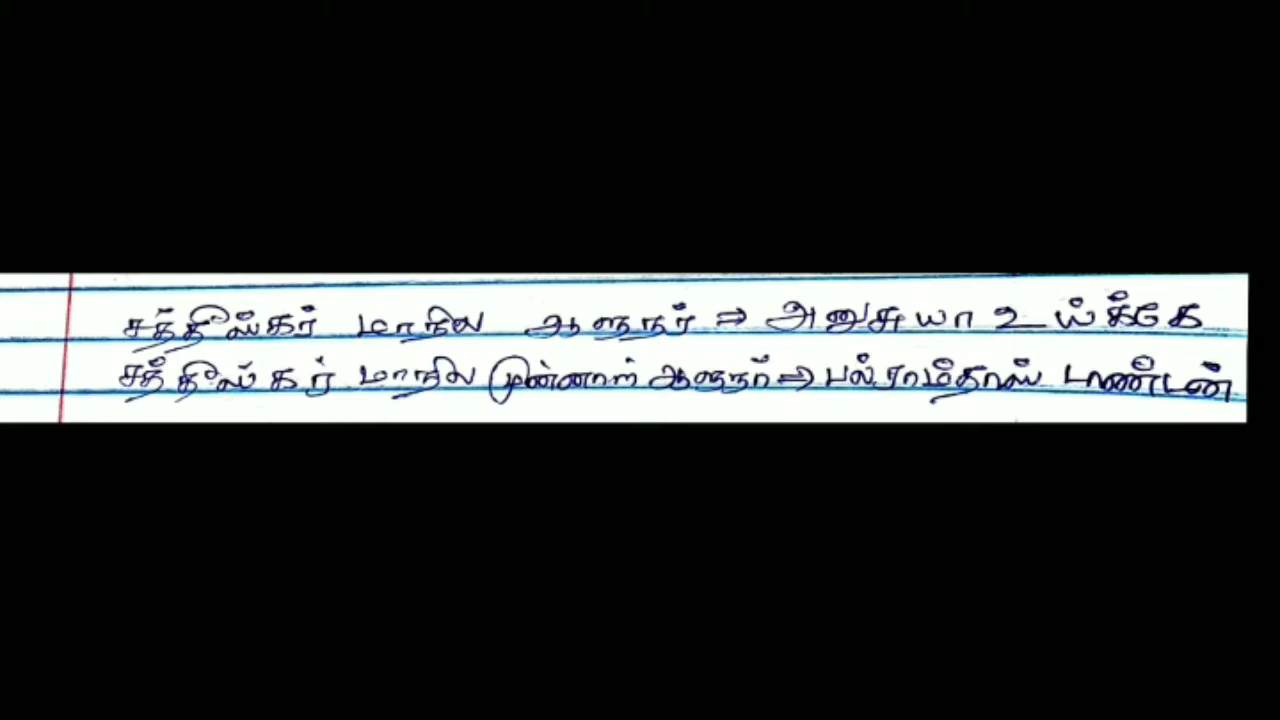 சத்தீஸ்கர் மாநில ஆளுநர் ⇒ அனுசுயா உய்க்கே
சத்தீஸ்கர் மாநில முன்னாள் ஆளுநர் ⇒ பல்ராம்தாஸ் டாண்டன்